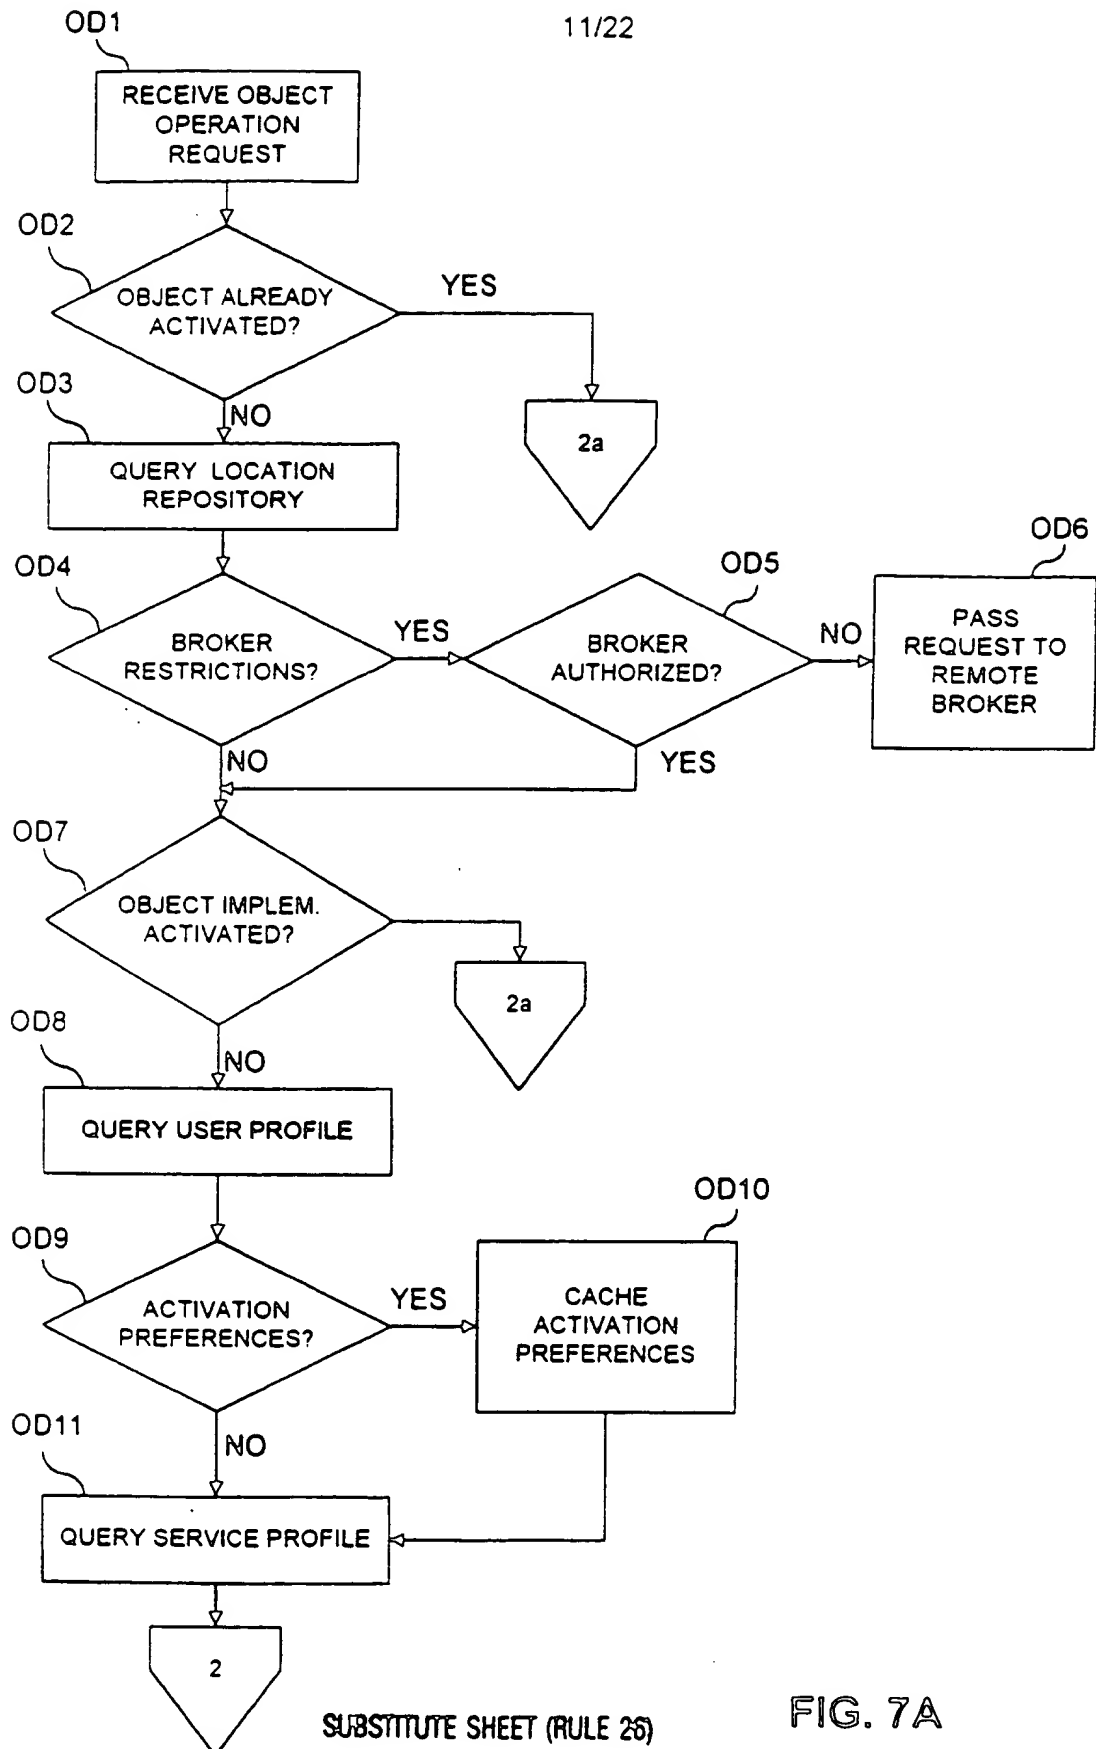 11/22
OD1
RECEIVE OBJECT
OPERATION
REQUEST
OD2
OBJECT ALREADY
ACTIVATED?
YES
2a
NO
OD3
QUERY LOCATION
REPOSITORY
OD4
BROKER
RESTRICTIONS?
YES
OD5
BROKER
AUTHORIZED?
NO
OD6
PASS
REQUEST TO
REMOTE
BROKER
NO
YES
OD7
OBJECT IMPLEM.
ACTIVATED?
2a
NO
OD8
QUERY USER PROFILE
OD9
ACTIVATION
PREFERENCES?
YES
OD10
CACHE
ACTIVATION
PREFERENCES
NO
OD11
QUERY SERVICE PROFILE
2
SUBSTITUTE SHEET (RULE 26)
FIG. 7A